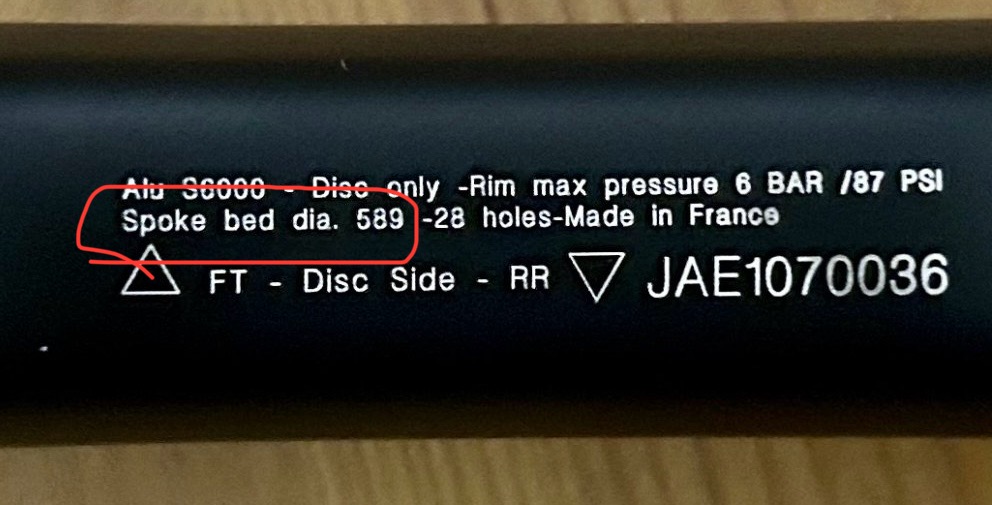 Alu S6000 - Disc only -Rim max pressure 6 BAR /87 PSI
Spoke bed dia. 589 -28 holes-Made in France
FT - Disc Side - RR JAE1070036